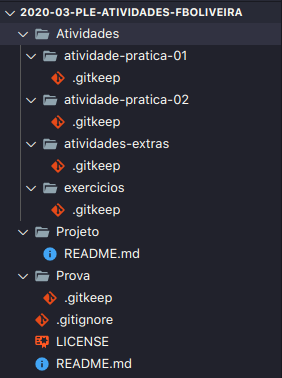 2020-03-PLE-ATIVIDADES-FBOLIVEIRA
Atividades
atividade-pratica-01
.gitkeep
atividade-pratica-02
.gitkeep
atividades-extras
.gitkeep
exercicios
.gitkeep
Projeto
README.md
Prova
.gitkeep
.gitignore
LICENSE
README.md